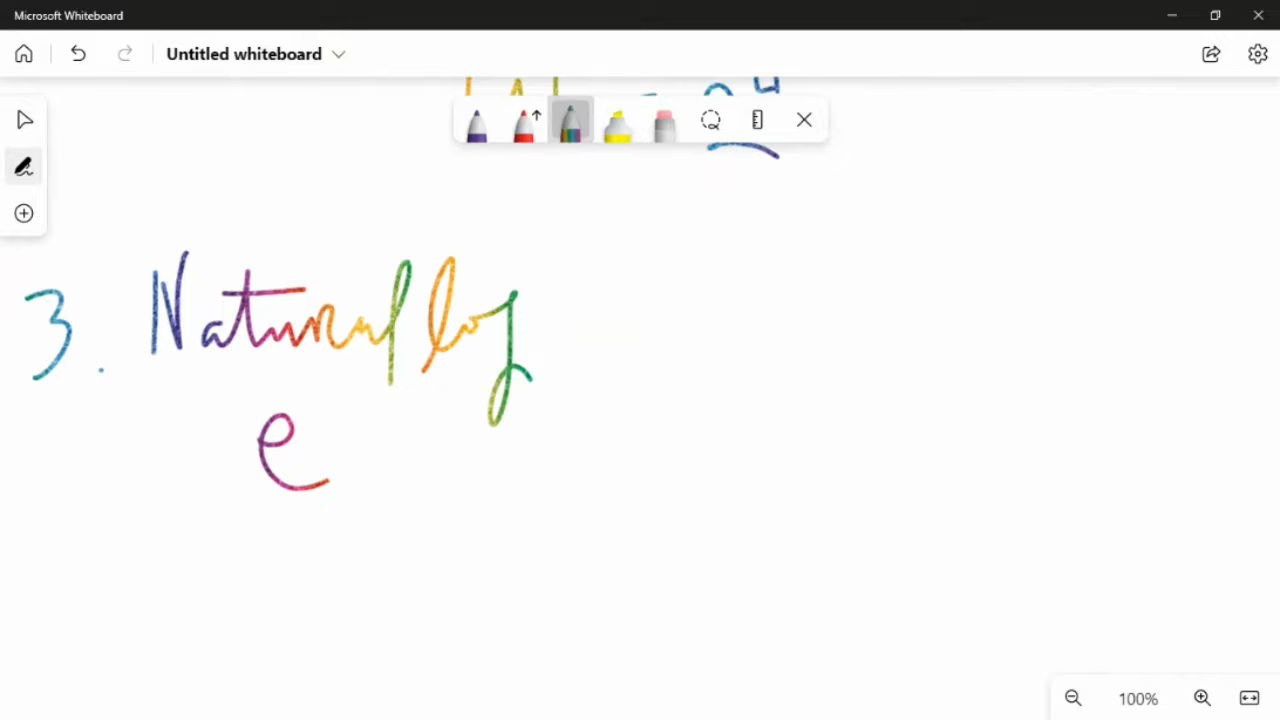 Microsoft Whiteboard
Untitled whiteboard
3. Natural log
e
100%